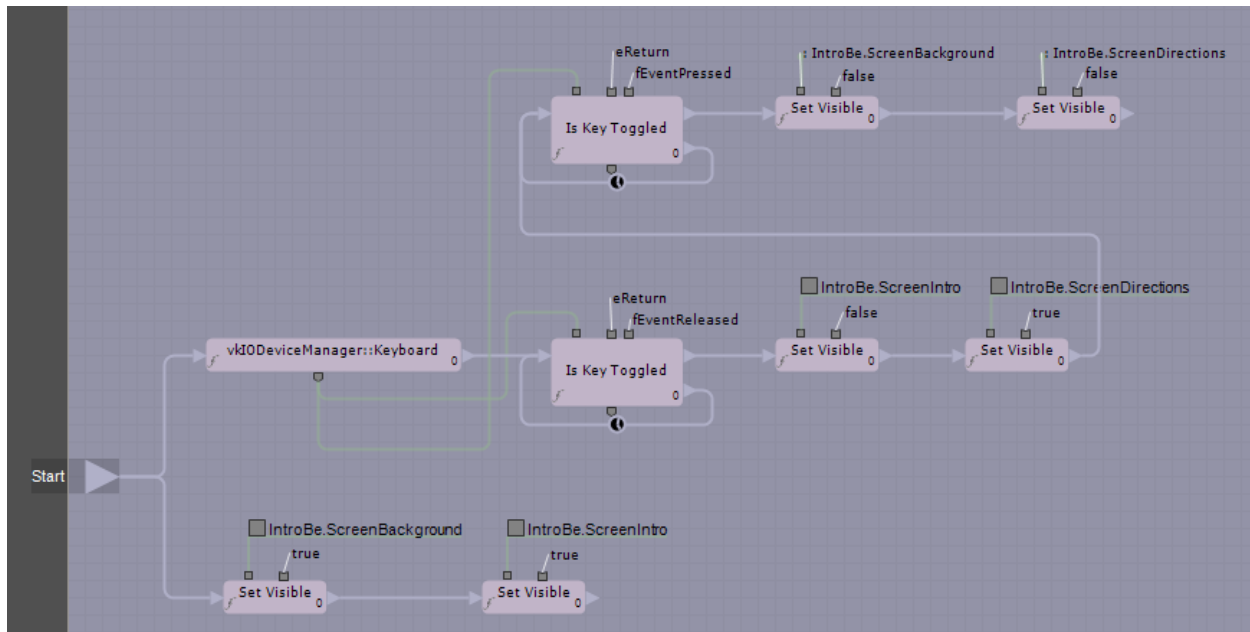 eReturn
fEventPressed
Is Key Toggled
f
0
: IntroBe.ScreenBackground
false
Set Visible
f
0
: IntroBe.ScreenDirections
false
Set Visible
f
0
eReturn
fEventReleased
Is Key Toggled
f
0
IntroBe.ScreenIntro
false
Set Visible
f
0
IntroBe.ScreenDirections
true
Set Visible
f
0
vkIODeviceManager::Keyboard
f
0
Start
IntroBe.ScreenBackground
true
Set Visible
f
0
IntroBe.ScreenIntro
true
Set Visible
f
0